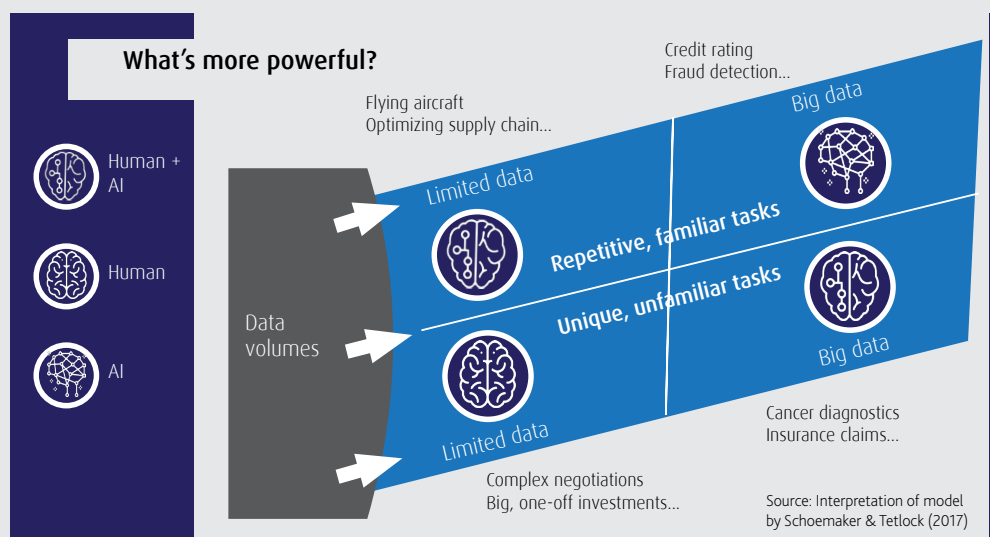 What's more powerful?
Human +
AI
Human
AI
Data
volumes
Flying aircraft
Optimizing supply chain...
Credit rating
Fraud detection...
Limited data
Big data
Repetitive, familiar tasks
Unique, unfamiliar tasks
Limited data
Big data
Complex negotiations
Big, one-off investments...
Cancer diagnostics
Insurance claims...
Source: Interpretation of model
by Schoemaker & Tetlock (2017)